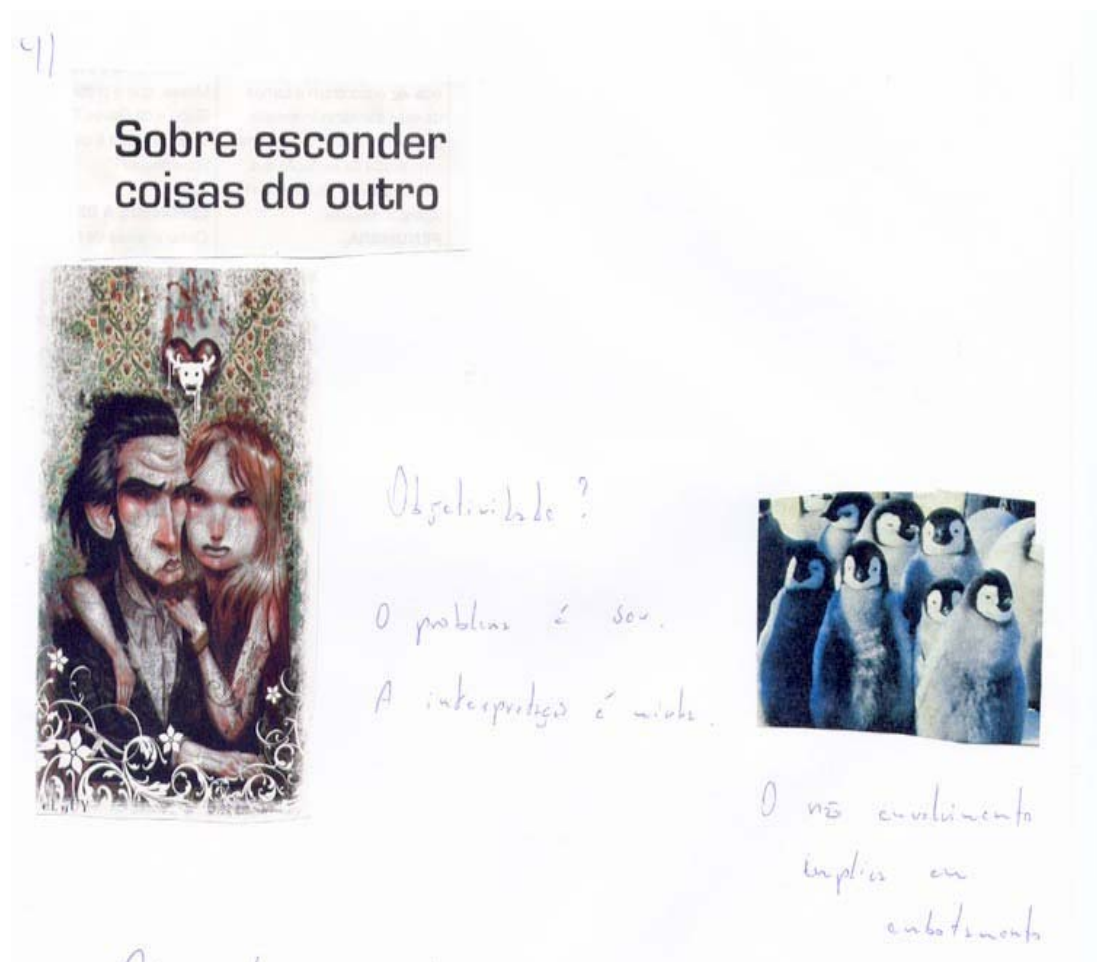 41
Sobre esconder
coisas do outro
Objetividade?
O problema é seu.
A interpretação é minha.
O não envolvimento
implica em
embotamento